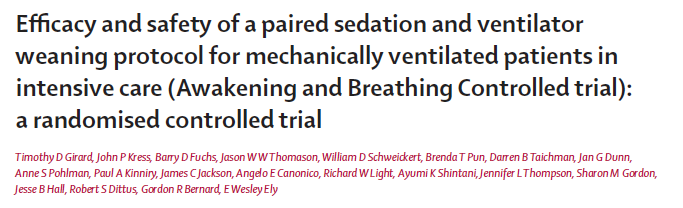 Efficacy and safety of a paired sedation and ventilator
weaning protocol for mechanically ventilated patients in
intensive care (Awakening and Breathing Controlled trial):
a randomised controlled trial
Timothy D Girard, John P Kress, Barry D Fuchs, Jason W W Thomason, William D Schweickert, Brenda T Pun, Darren B Taichman, Jan G Dunn,
Anne S Pohlman, Paul A Kinniry, James C Jackson, Angelo E Canonico, Richard W Light, Ayumi K Shintani, Jennifer L Thompson, Sharon M Gordon,
Jesse B Hall, Robert S Dittus, Gordon R Bernard, E Wesley Ely